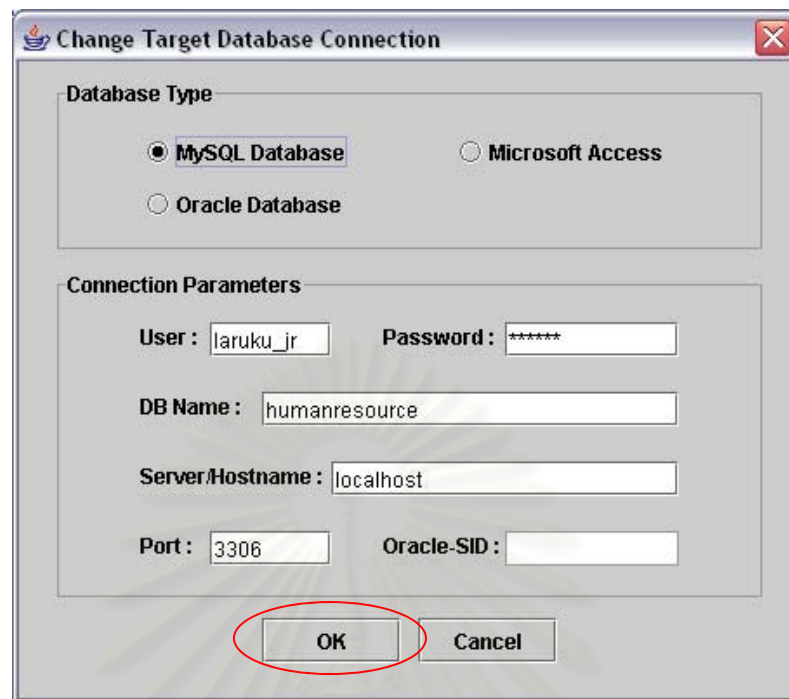 Change Target Database Connection
Database Type
MySQL Database Microsoft Access
Oracle Database
Connection Parameters
User : laruku_jr Password : ******
DB Name : humanresource
Server/Hostname : localhost
Port : 3306 Oracle-SID :
OK Cancel